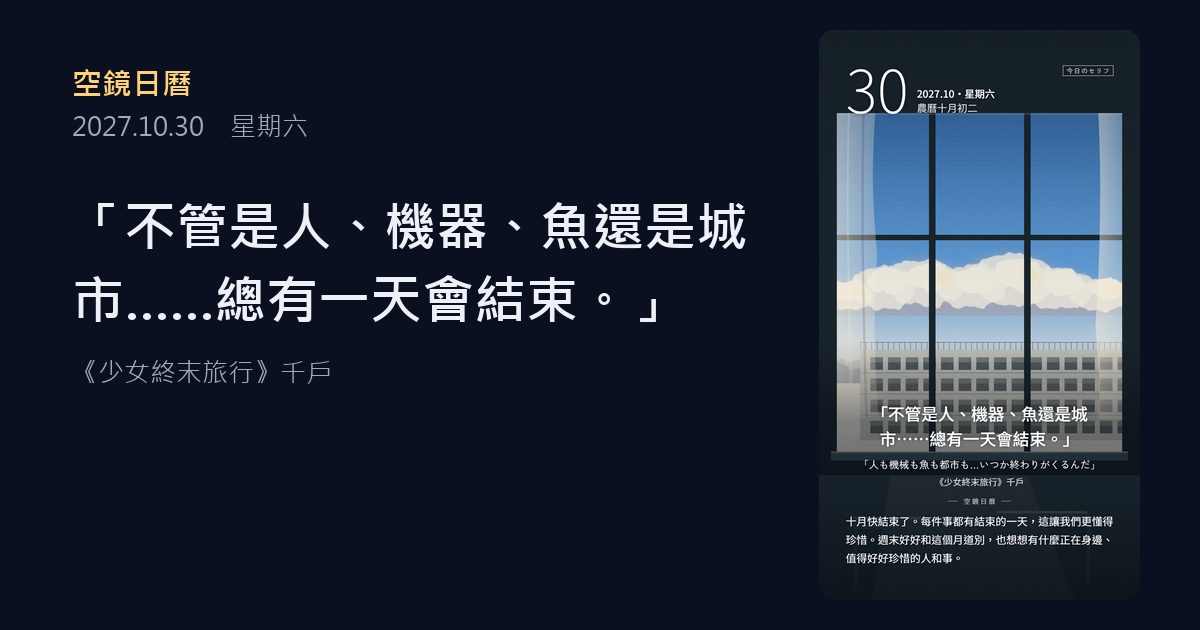 空鏡日曆
2027.10.30 星期六
「不管是人、機器、魚還是城
市……總有一天會結束。」
《少女終末旅行》千戶
30
2027.10・星期六
農曆十月初二
今日のセリフ
「不管是人、機器、魚還是城
市……總有一天會結束。」
「人も機械も魚も都市も…いつか終わりがくるんだ」
《少女終末旅行》千戶
— 空鏡日曆 —
十月快結束了。每件事都有結束的一天，這讓我們更懂得
珍惜。週末好好和這個月道別，也想想有什麼正在身邊、
值得好好珍惜的人和事。